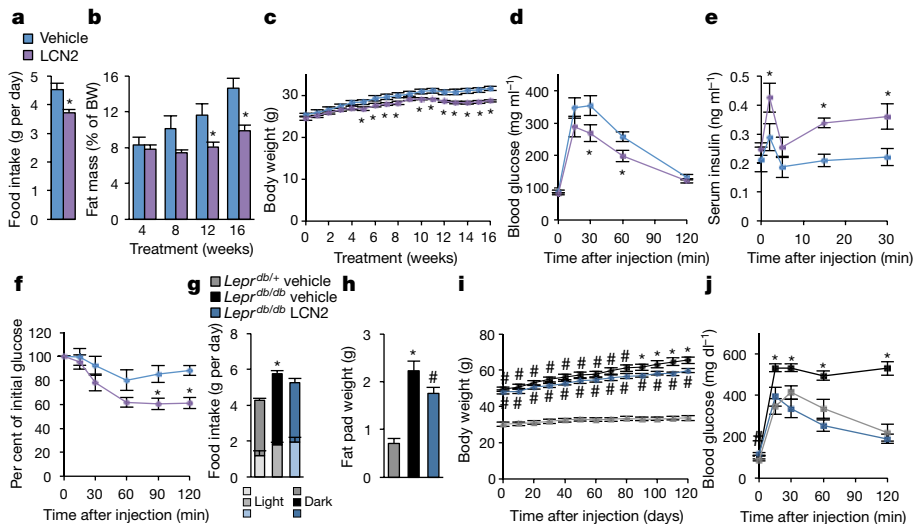 a
b
c
d
e
Vehicle
LCN2
Food intake (g per day)
5
4
3
2
1
0
*
Fat mass (% of BW)
16
12
8
4
0
* *
4 8 12 16
Treatment (weeks)
Body weight (g)
30
20
10
0
* * * * * * * * * * *
0 2 4 6 8 10 12 14 16
Treatment (weeks)
Blood glucose (mg ml⁻¹)
400
300
200
100
0
* *
0 30 60 90 120
Time after injection (min)
Serum insulin (ng ml⁻¹)
0.5
0.4
0.3
0.2
0.1
0
* * *
0 10 20 30
Time after injection (min)
f
g
h
i
j
Lepr^db/+ vehicle
Lepr^db/db vehicle
Lepr^db/db LCN2
Per cent of initial glucose
120
100
80
60
40
20
0
* *
0 30 60 90 120
Time after injection (min)
Food intake (g per day)
8
6
4
2
0
*
Light Dark
Fat pad weight (g)
3
2
1
0
* #
Body weight (g)
80
60
40
20
0
# # # # # # # # # * * * *
# # # # # # # # # # # # #
0 10 20 30 40 50 60 70 80 90 100 110 120
Time after injection (days)
Blood glucose (mg dl⁻¹)
600
400
200
0
* * * *
#
0 30 60 90 120
Time after injection (min)